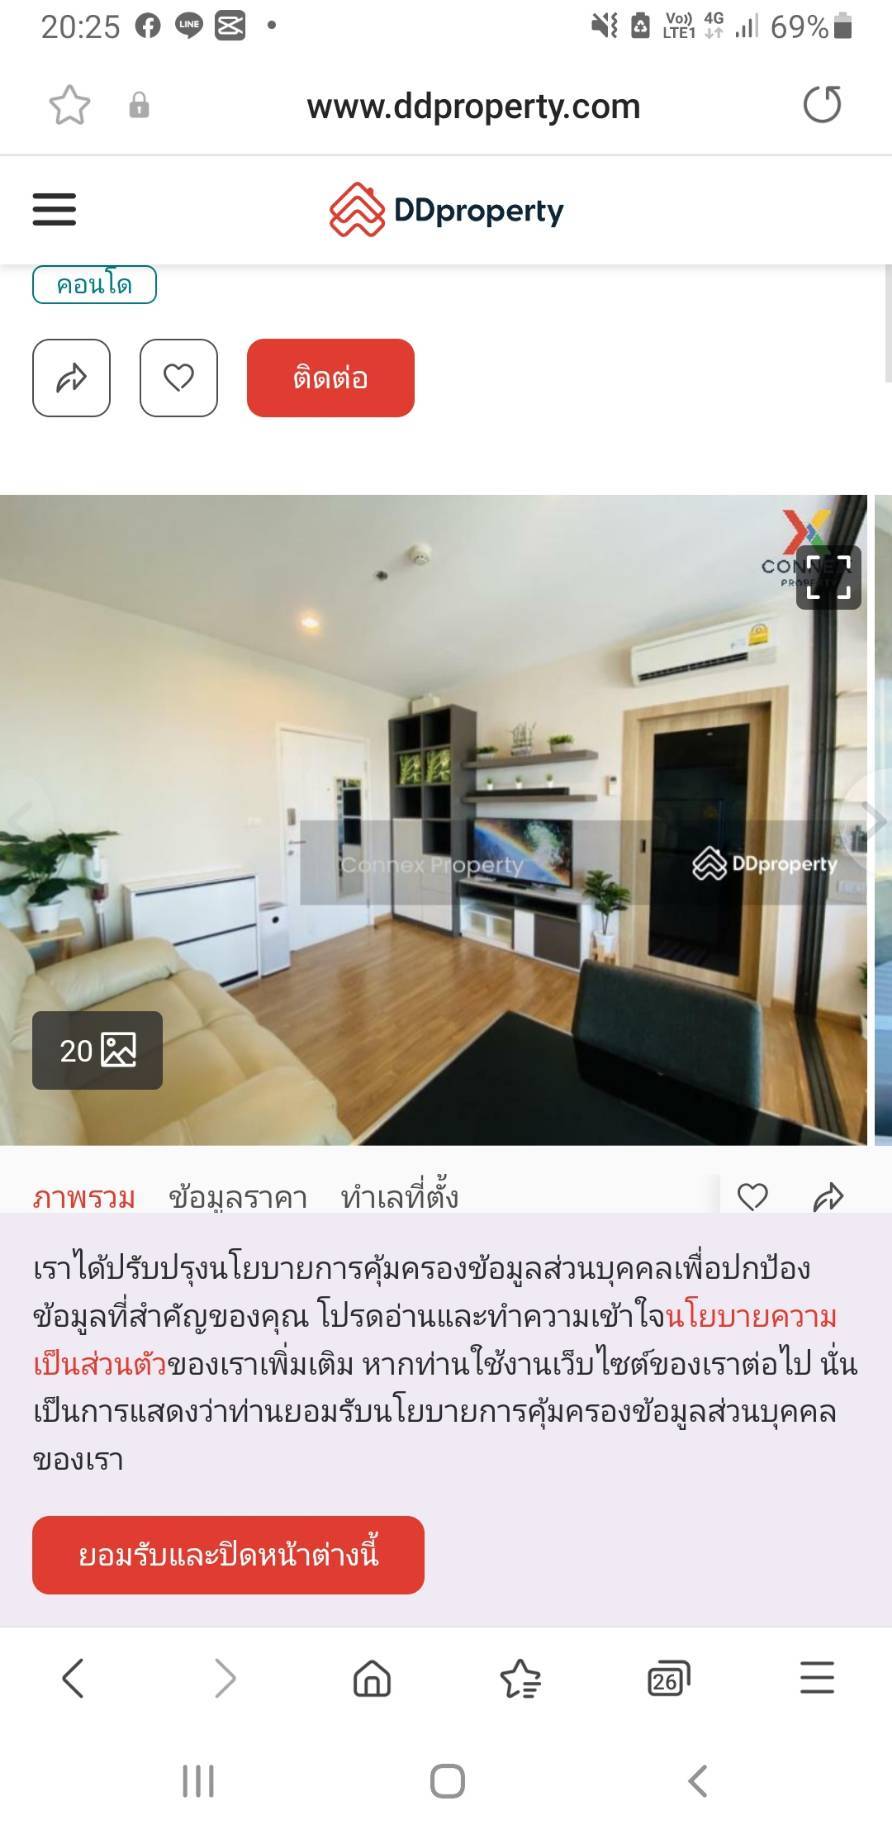 20:25
LINE
Vo))
LTE1
4G
69%
www.ddproperty.com
DDproperty
คอนโด
ติดต่อ
Connex Property
DDproperty
20
ภาพรวม ข้อมูลราคา ทำเลที่ตั้ง
เราได้ปรับปรุงนโยบายการคุ้มครองข้อมูลส่วนบุคคลเพื่อปกป้อง
ข้อมูลที่สำคัญของคุณ โปรดอ่านและทำความเข้าใจนโยบายความ
เป็นส่วนตัวของเราเพิ่มเติม หากท่านใช้งานเว็บไซต์ของเราต่อไป นั่น
เป็นการแสดงว่าท่านยอมรับนโยบายการคุ้มครองข้อมูลส่วนบุคคล
ของเรา
ยอมรับและปิดหน้าต่างนี้
26